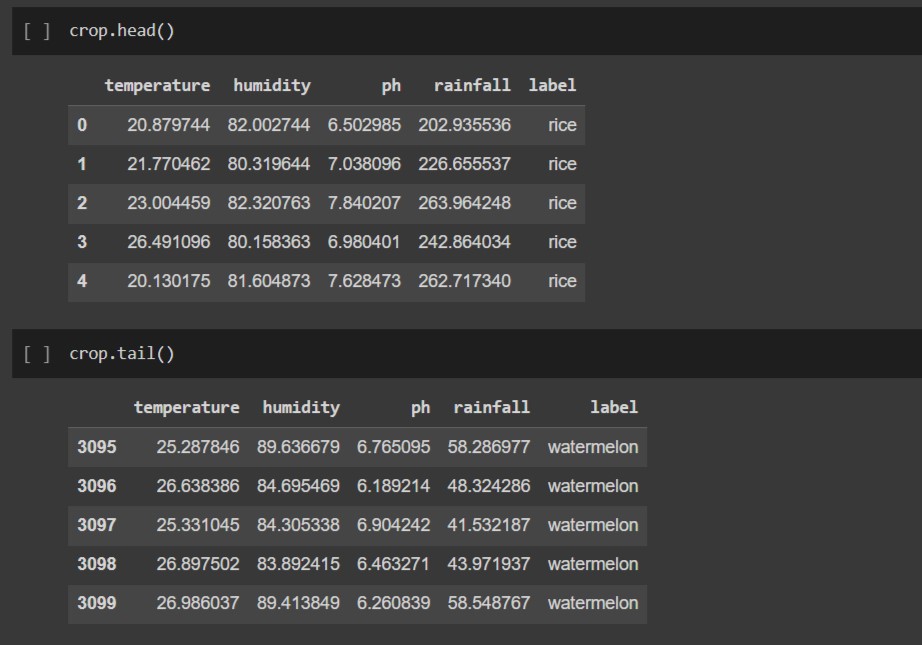 [ ] crop.head()
temperature humidity ph rainfall label
0 20.879744 82.002744 6.502985 202.935536 rice
1 21.770462 80.319644 7.038096 226.655537 rice
2 23.004459 82.320763 7.840207 263.964248 rice
3 26.491096 80.158363 6.980401 242.864034 rice
4 20.130175 81.604873 7.628473 262.717340 rice
[ ] crop.tail()
temperature humidity ph rainfall label
3095 25.287846 89.636679 6.765095 58.286977 watermelon
3096 26.638386 84.695469 6.189214 48.324286 watermelon
3097 25.331045 84.305338 6.904242 41.532187 watermelon
3098 26.897502 83.892415 6.463271 43.971937 watermelon
3099 26.986037 89.413849 6.260839 58.548767 watermelon